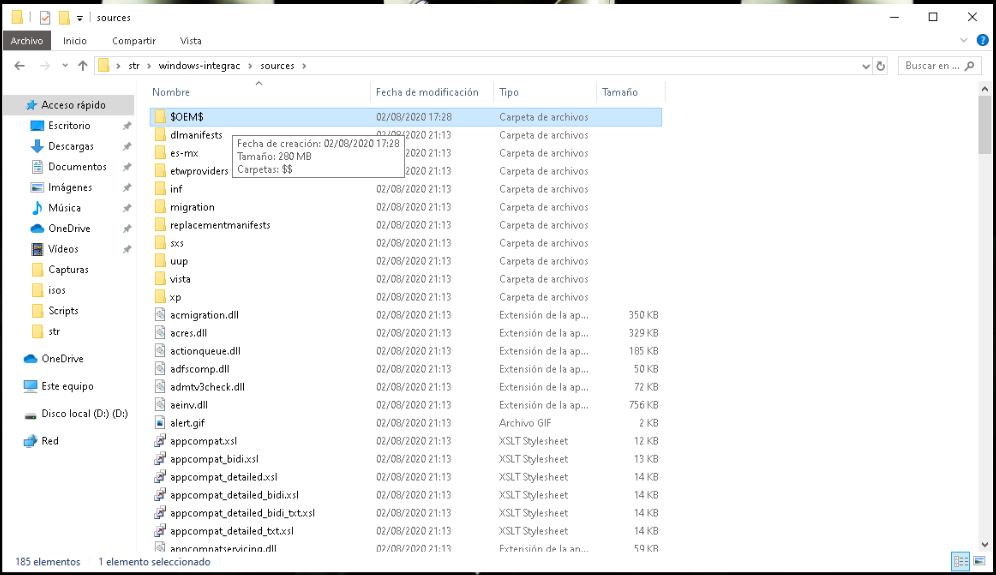 sources
Archivo Inicio Compartir Vista
str > windows-integrac > sources >
Buscar en ...
Nombre Fecha de modificación Tipo Tamaño
Acceso rápido
Escritorio
Descargas
Documentos
Imágenes
Música
OneDrive
Vídeos
Capturas
isos
Scripts
str
OneDrive
Este equipo
Disco local (D:) (D:)
Red
$OEM$ 02/08/2020 17:28 Carpeta de archivos
dlmanifests 02/08/2020 21:13 Carpeta de archivos
Fecha de creación: 02/08/2020 17:28
Tamaño: 280 MB
Carpetas: $$
es-mx 2020 21:13 Carpeta de archivos
etwproviders 2020 21:13 Carpeta de archivos
inf 02/08/2020 21:13 Carpeta de archivos
migration 02/08/2020 21:13 Carpeta de archivos
replacementmanifests 02/08/2020 21:13 Carpeta de archivos
sxs 02/08/2020 21:13 Carpeta de archivos
uup 02/08/2020 21:13 Carpeta de archivos
vista 02/08/2020 21:13 Carpeta de archivos
xp 02/08/2020 21:13 Carpeta de archivos
acmigration.dll 02/08/2020 21:13 Extensión de la ap... 350 KB
acres.dll 02/08/2020 21:13 Extensión de la ap... 329 KB
actionqueue.dll 02/08/2020 21:13 Extensión de la ap... 185 KB
adfscomp.dll 02/08/2020 21:13 Extensión de la ap... 50 KB
admtv3check.dll 02/08/2020 21:13 Extensión de la ap... 72 KB
aeinv.dll 02/08/2020 21:13 Extensión de la ap... 756 KB
alert.gif 02/08/2020 21:13 Archivo GIF 2 KB
appcompat.xsl 02/08/2020 21:13 XSLT Stylesheet 12 KB
appcompat_bidi.xsl 02/08/2020 21:13 XSLT Stylesheet 13 KB
appcompat_detailed.xsl 02/08/2020 21:13 XSLT Stylesheet 14 KB
appcompat_detailed_bidi.xsl 02/08/2020 21:13 XSLT Stylesheet 14 KB
appcompat_detailed_bidi_txt.xsl 02/08/2020 21:13 XSLT Stylesheet 14 KB
appcompat_detailed_txt.xsl 02/08/2020 21:13 XSLT Stylesheet 14 KB
appcompatservicing.dll 02/08/2020 21:13 Extensión de la ap... 59 KB
185 elementos 1 elemento seleccionado